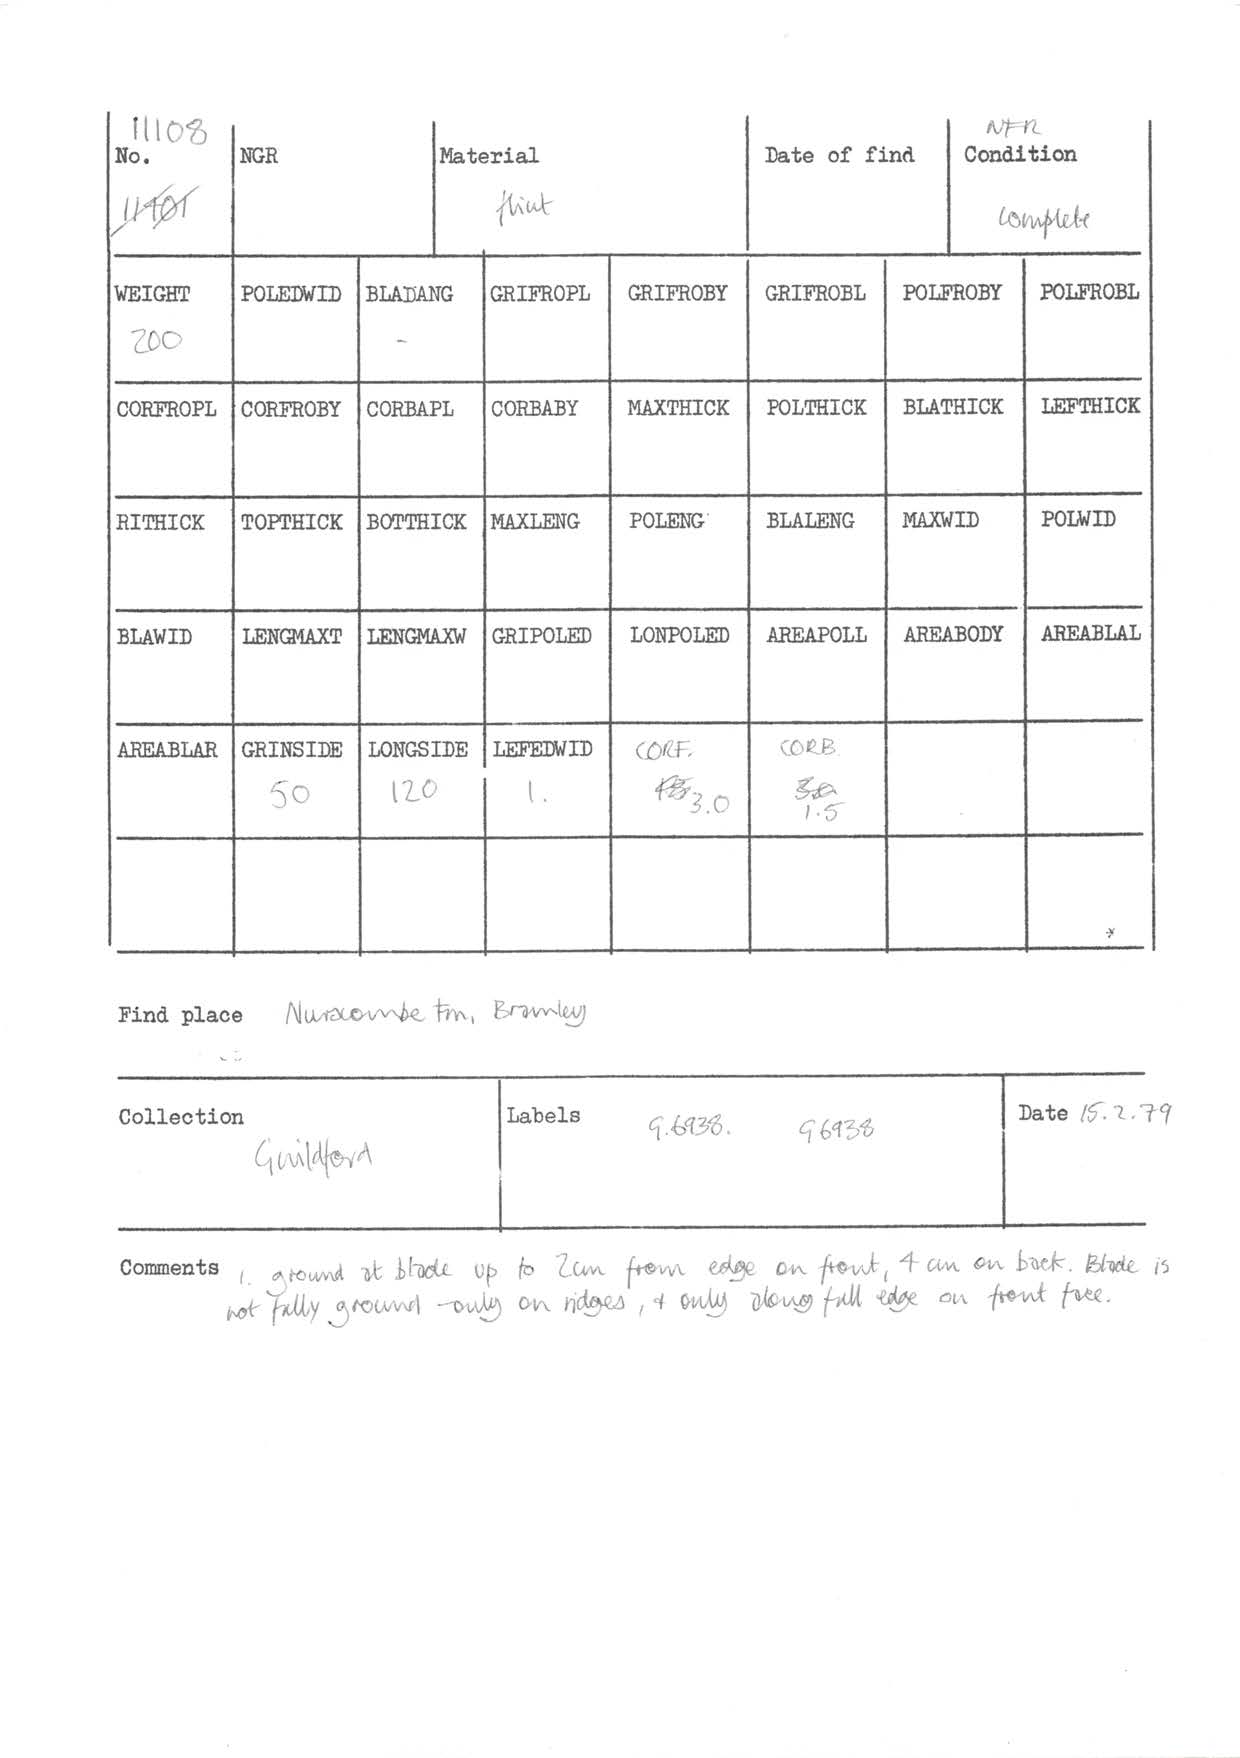 11108 NFR
No. NGR Material Date of find Condition
11401 flint complete
WEIGHT POLEDWID BLADANG GRIFROPL GRIFROBY GRIFROBL POLFROBY POLFROBL
200 -
CORFROPL CORFROBY CORBAPL CORBABY MAXTHICK POLTHICK BLATHICK LEFTHICK
RITHICK TOPTHICK BOTTHICK MAXLENG POLENG BLALENG MAXWID POLWID
BLAWID LENGMAXT LENGMAXW GRIPOLED LONPOLED AREAPOLL AREABODY AREABLAL
AREABLAR GRINSIDE LONGSIDE LEFEDWID CORF. CORB
50 120 1. 3.0 1.5
Find place Nurscombe Fm, Bramley
Collection Labels G.6938. G6938 Date 15.2.79
Guildford
Comments 1. ground at blade up to 2cm from edge on front, 4 cm on back. Blade is
not fully ground - only on ridges, + only along full edge on front face.